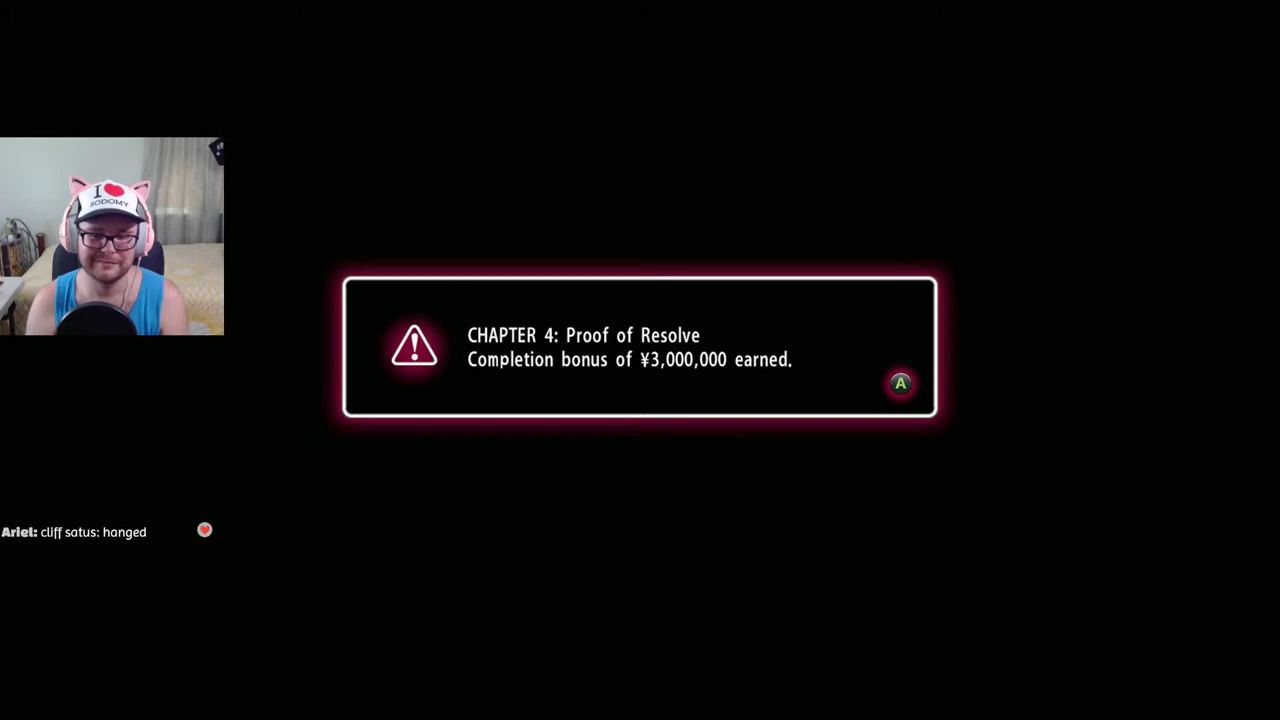 I ❤
SODOMY
CHAPTER 4: Proof of Resolve
Completion bonus of ¥3,000,000 earned.
A
Ariel: cliff satus: hanged